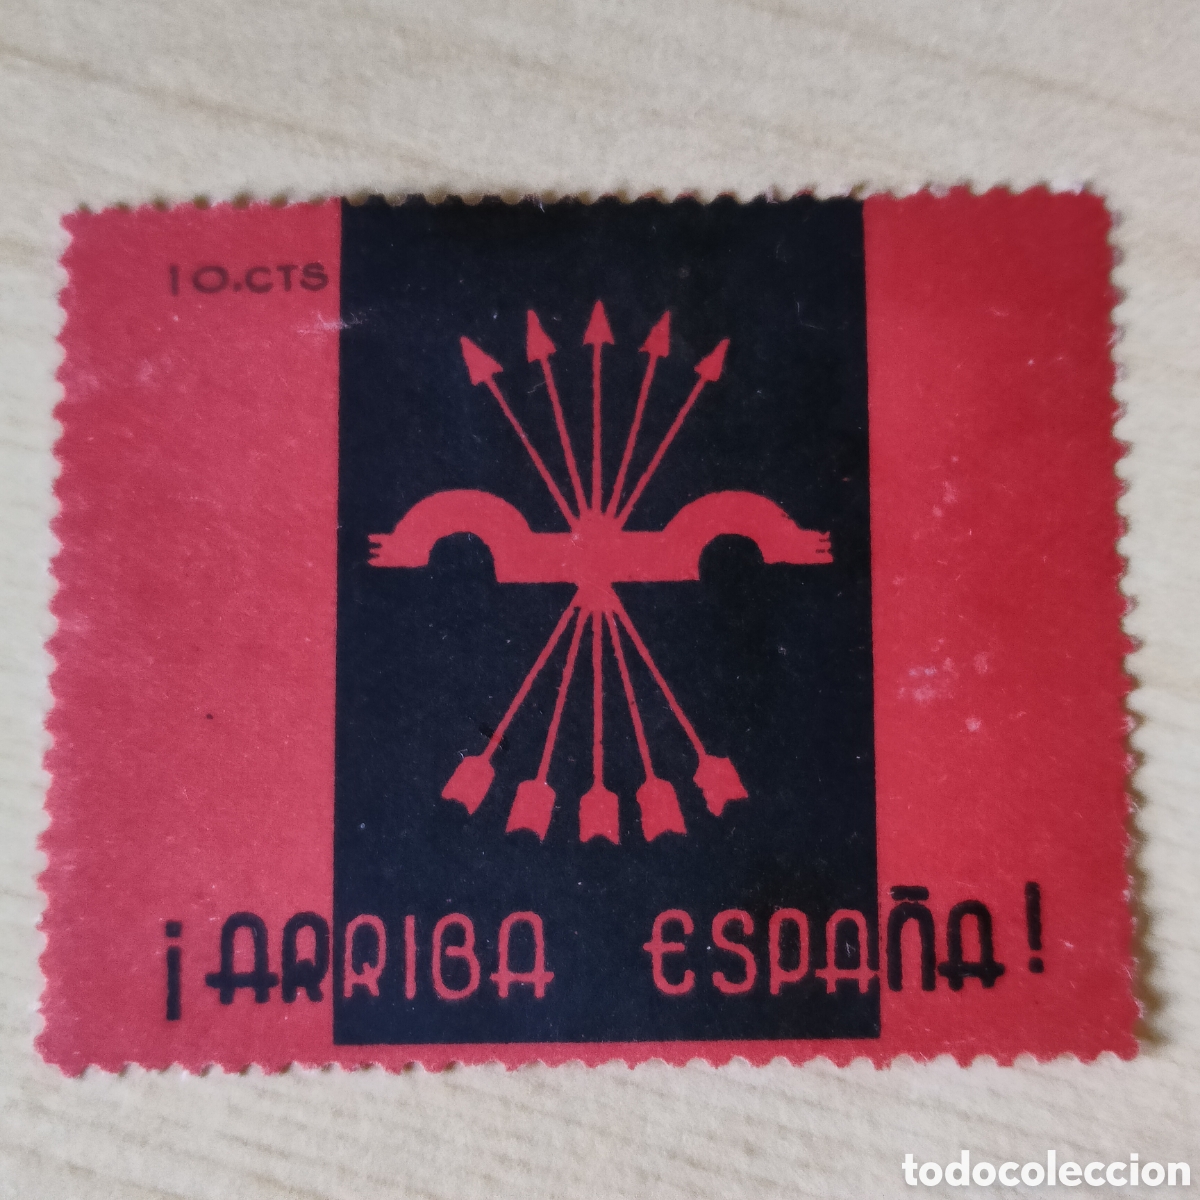 10.CTS
¡ARRIBA ESPAÑA!
todocoleccion